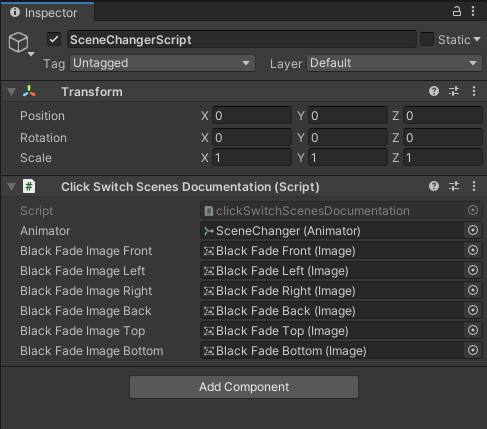 Inspector
SceneChangerScript
Static
Tag Untagged Layer Default
Transform
Position X 0 Y 0 Z 0
Rotation X 0 Y 0 Z 0
Scale X 1 Y 1 Z 1
Click Switch Scenes Documentation (Script)
Script clickSwitchScenesDocumentation
Animator SceneChanger (Animator)
Black Fade Image Front Black Fade Front (Image)
Black Fade Image Left Black Fade Left (Image)
Black Fade Image Right Black Fade Right (Image)
Black Fade Image Back Black Fade Back (Image)
Black Fade Image Top Black Fade Top (Image)
Black Fade Image Bottom Black Fade Bottom (Image)
Add Component